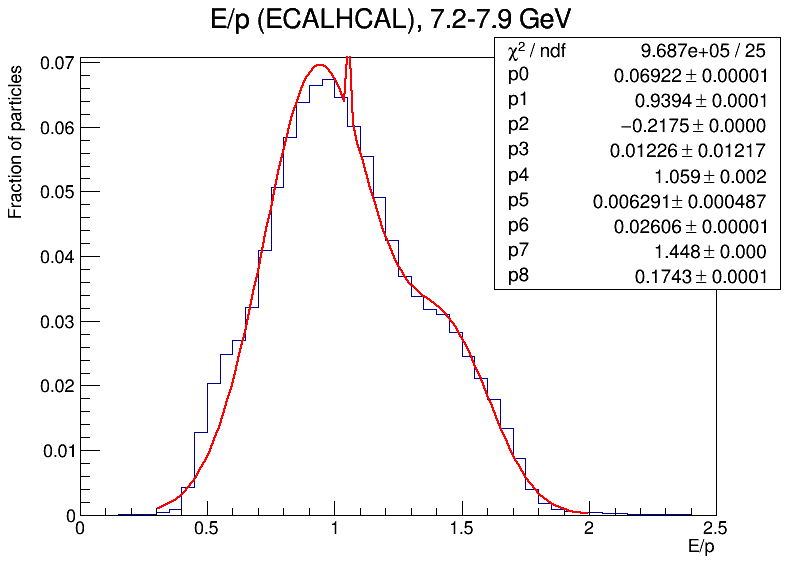 E/p (ECALHCAL), 7.2-7.9 GeV
χ² / ndf 9.687e+05 / 25
p0 0.06922 ± 0.00001
p1 0.9394 ± 0.0001
p2 −0.2175 ± 0.0000
p3 0.01226 ± 0.01217
p4 1.059 ± 0.002
p5 0.006291 ± 0.000487
p6 0.02606 ± 0.00001
p7 1.448 ± 0.000
p8 0.1743 ± 0.0001
Fraction of particles
0.07
0.06
0.05
0.04
0.03
0.02
0.01
0
0 0.5 1 1.5 2 2.5
E/p